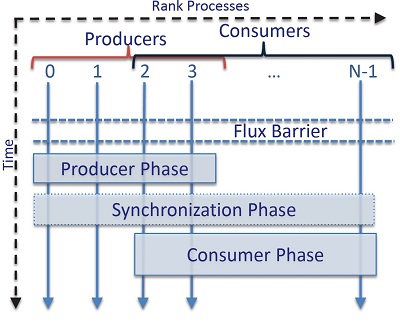 Rank Processes
Producers
Consumers
0 1 2 3 ... N-1
Flux Barrier
Time
Producer Phase
Synchronization Phase
Consumer Phase